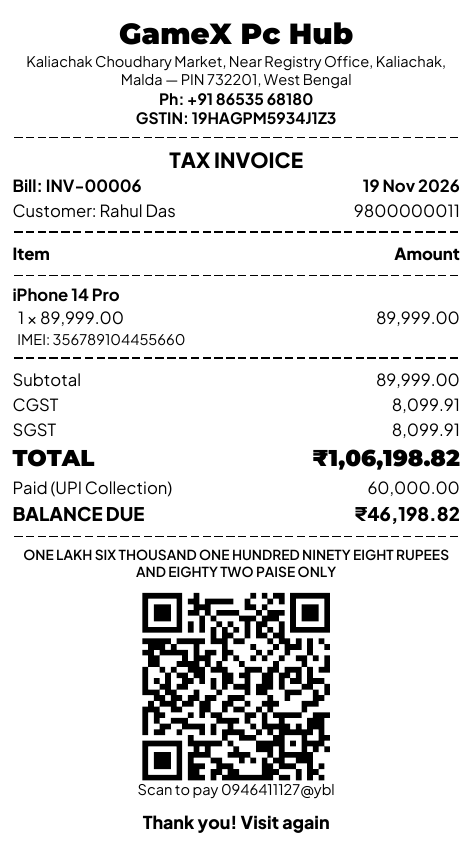 GameX Pc Hub
Kaliachak Choudhary Market, Near Registry Office, Kaliachak,
Malda — PIN 732201, West Bengal
Ph: +91 86535 68180
GSTIN: 19HAGPM5934J1Z3
TAX INVOICE
Bill: INV-00006 19 Nov 2026
Customer: Rahul Das 9800000011
Item Amount
iPhone 14 Pro
1 × 89,999.00 89,999.00
IMEI: 356789104455660
Subtotal 89,999.00
CGST 8,099.91
SGST 8,099.91
TOTAL ₹1,06,198.82
Paid (UPI Collection) 60,000.00
BALANCE DUE ₹46,198.82
ONE LAKH SIX THOUSAND ONE HUNDRED NINETY EIGHT RUPEES
AND EIGHTY TWO PAISE ONLY
Scan to pay 0946411127@ybl
Thank you! Visit again